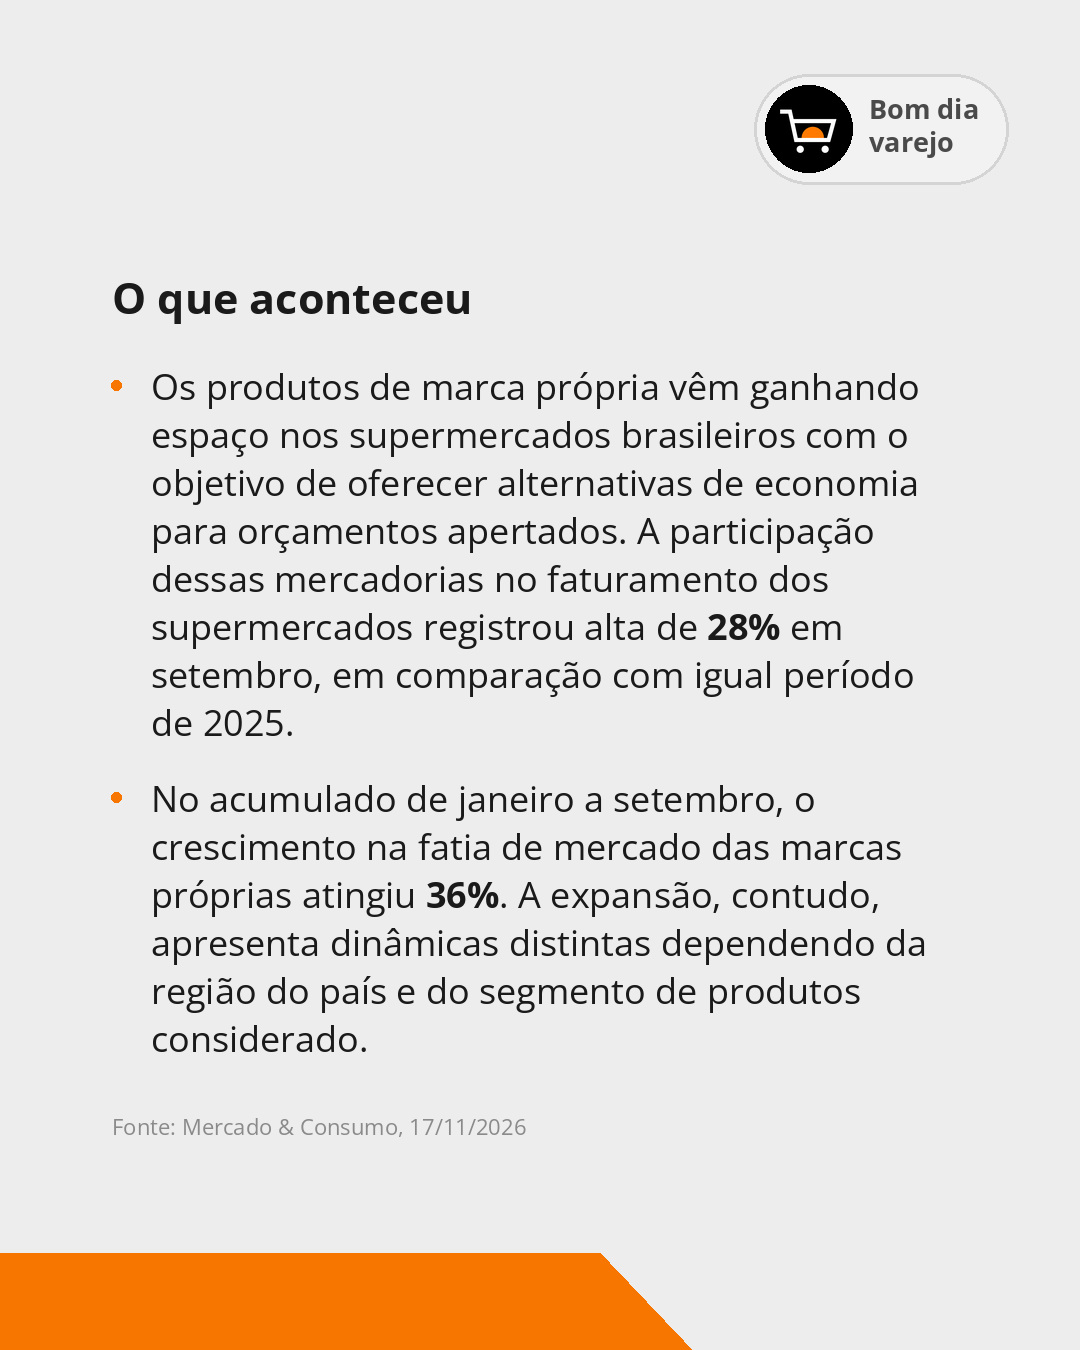 Bom dia
varejo
O que aconteceu
• Os produtos de marca própria vêm ganhando
espaço nos supermercados brasileiros com o
objetivo de oferecer alternativas de economia
para orçamentos apertados. A participação
dessas mercadorias no faturamento dos
supermercados registrou alta de 28% em
setembro, em comparação com igual período
de 2025.
• No acumulado de janeiro a setembro, o
crescimento na fatia de mercado das marcas
próprias atingiu 36%. A expansão, contudo,
apresenta dinâmicas distintas dependendo da
região do país e do segmento de produtos
considerado.
Fonte: Mercado & Consumo, 17/11/2026